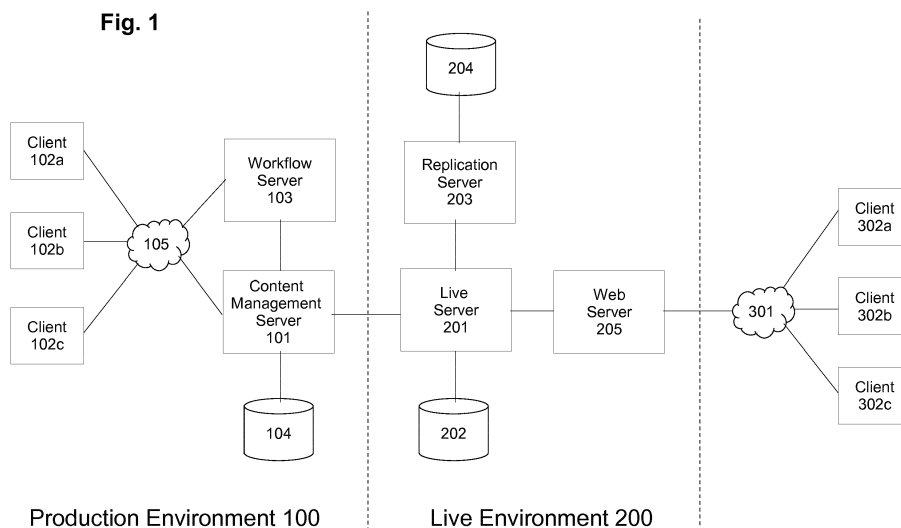 Fig. 1
204
Client
102a
Workflow
Server
103
Replication
Server
203
Client
302a
Client
102b
105
Content
Management
Server
101
Live
Server
201
Web
Server
205
301
Client
302b
Client
102c
Client
302c
104
202
Production Environment 100
Live Environment 200